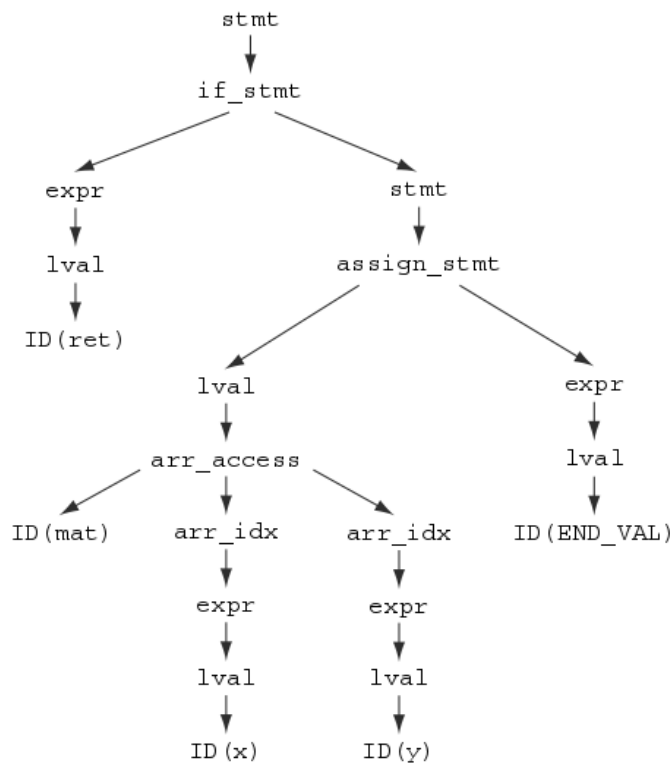 stmt
if_stmt
expr stmt
lval assign_stmt
ID(ret)
lval expr
arr_access lval
ID(mat) arr_idx arr_idx ID(END_VAL)
expr expr
lval lval
ID(x) ID(y)